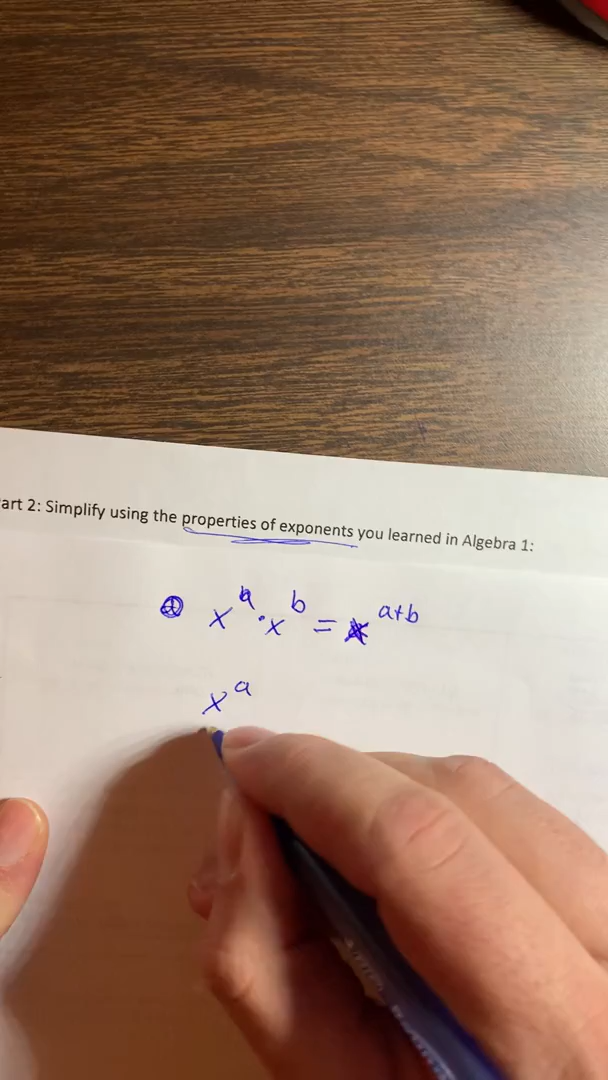 art 2: Simplify using the properties of exponents you learned in Algebra 1:
x^a · x^b = x^a+b
x^a